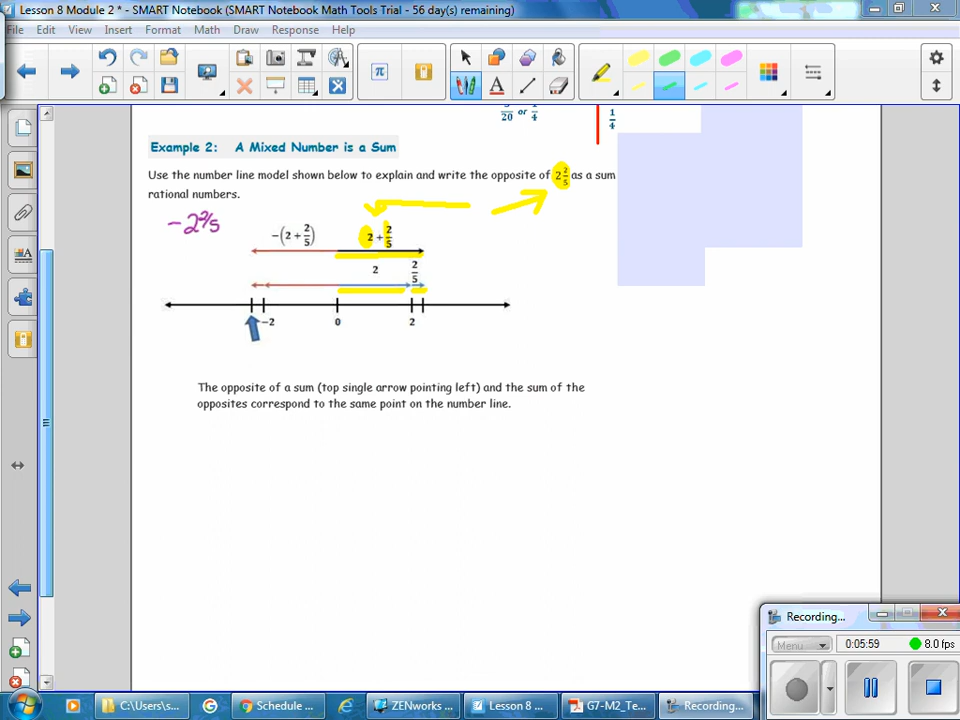 Lesson 8 Module 2 * - SMART Notebook (SMART Notebook Math Tools Trial - 56 day(s) remaining)
File Edit View Insert Format Math Draw Response Help
π
A
20 or 4
1/4
Example 2: A Mixed Number is a Sum
Use the number line model shown below to explain and write the opposite of 2 2/5 as a sum
rational numbers.
- 2 2/5
-(2 + 2/5) 2 + 2/5
2 2/5
-2 0 2
The opposite of a sum (top single arrow pointing left) and the sum of the
opposites correspond to the same point on the number line.
Recording...
Menu 0:05:59 8.0 fps
C:\Users\s... Schedule ... ZENworks ... Lesson 8 ... G7-M2_Te... Recording...